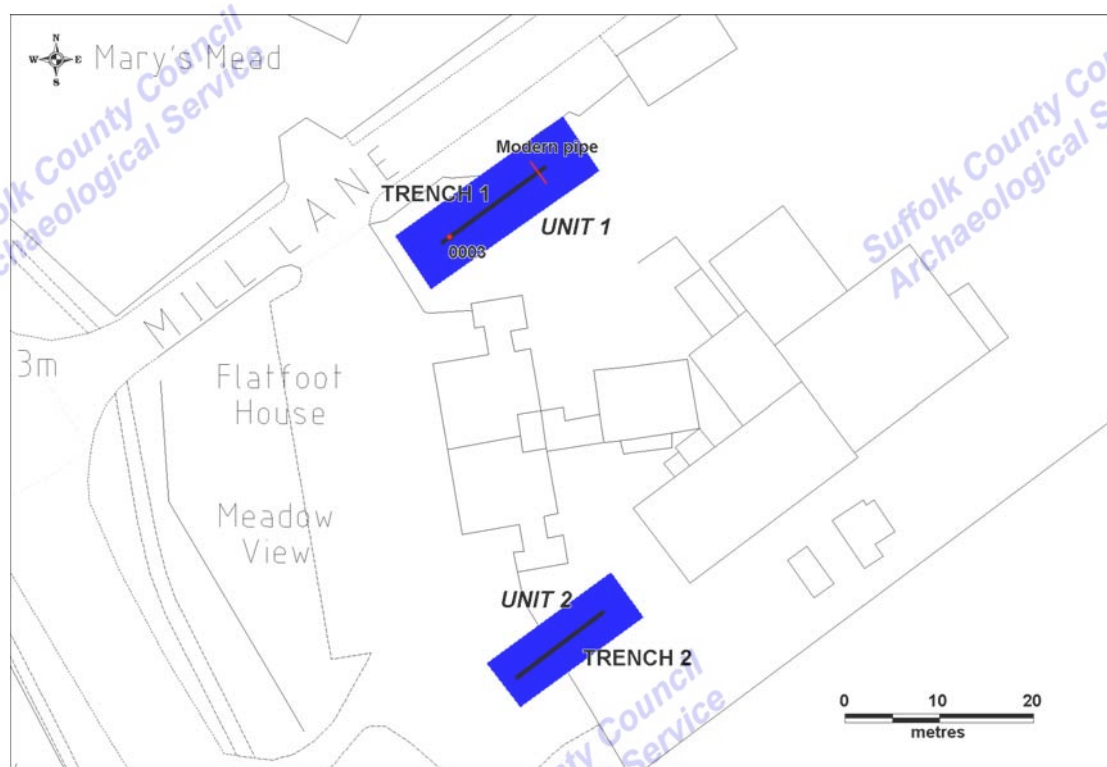 N
W E
S
Mary's Mead
Suffolk County Council
Archaeological Service
Suffolk County Council
Archaeological Service
MILL LANE
Modern pipe
TRENCH 1
UNIT 1
0003
3m
Flatfoot
House
Meadow
View
UNIT 2
TRENCH 2
County Council
Service
0 10 20
metres